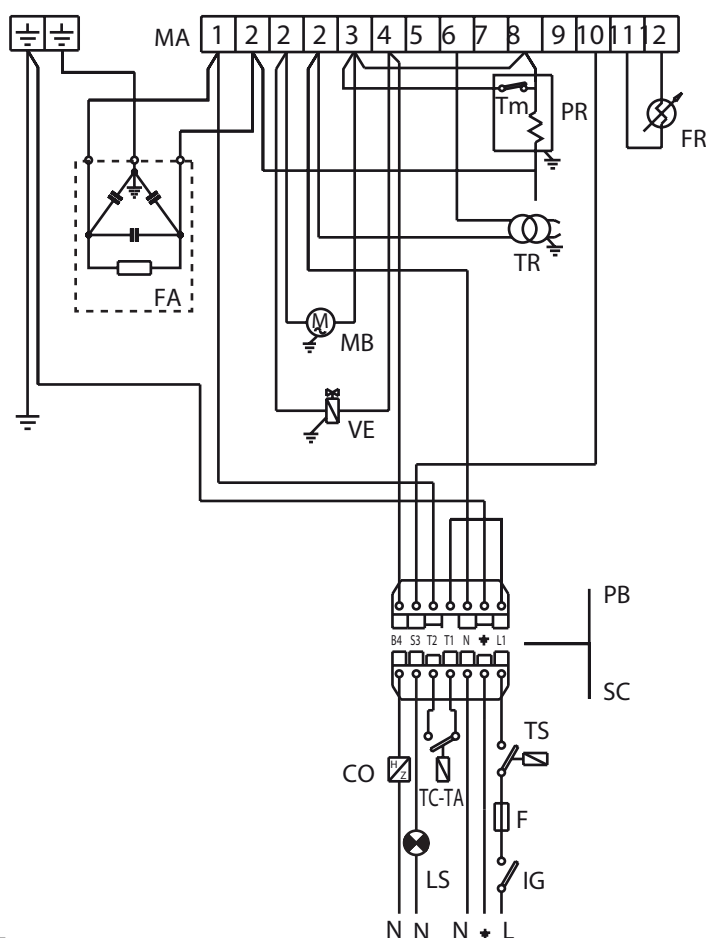 MA 1 2 2 2 3 4 5 6 7 8 9 10 11 12
Tm PR
FR
TR
FA
M
MB
VE
PB
B4 S3 T2 T1 N L1
SC
TS
CO H Z
TC-TA
F
LS
IG
N N N L